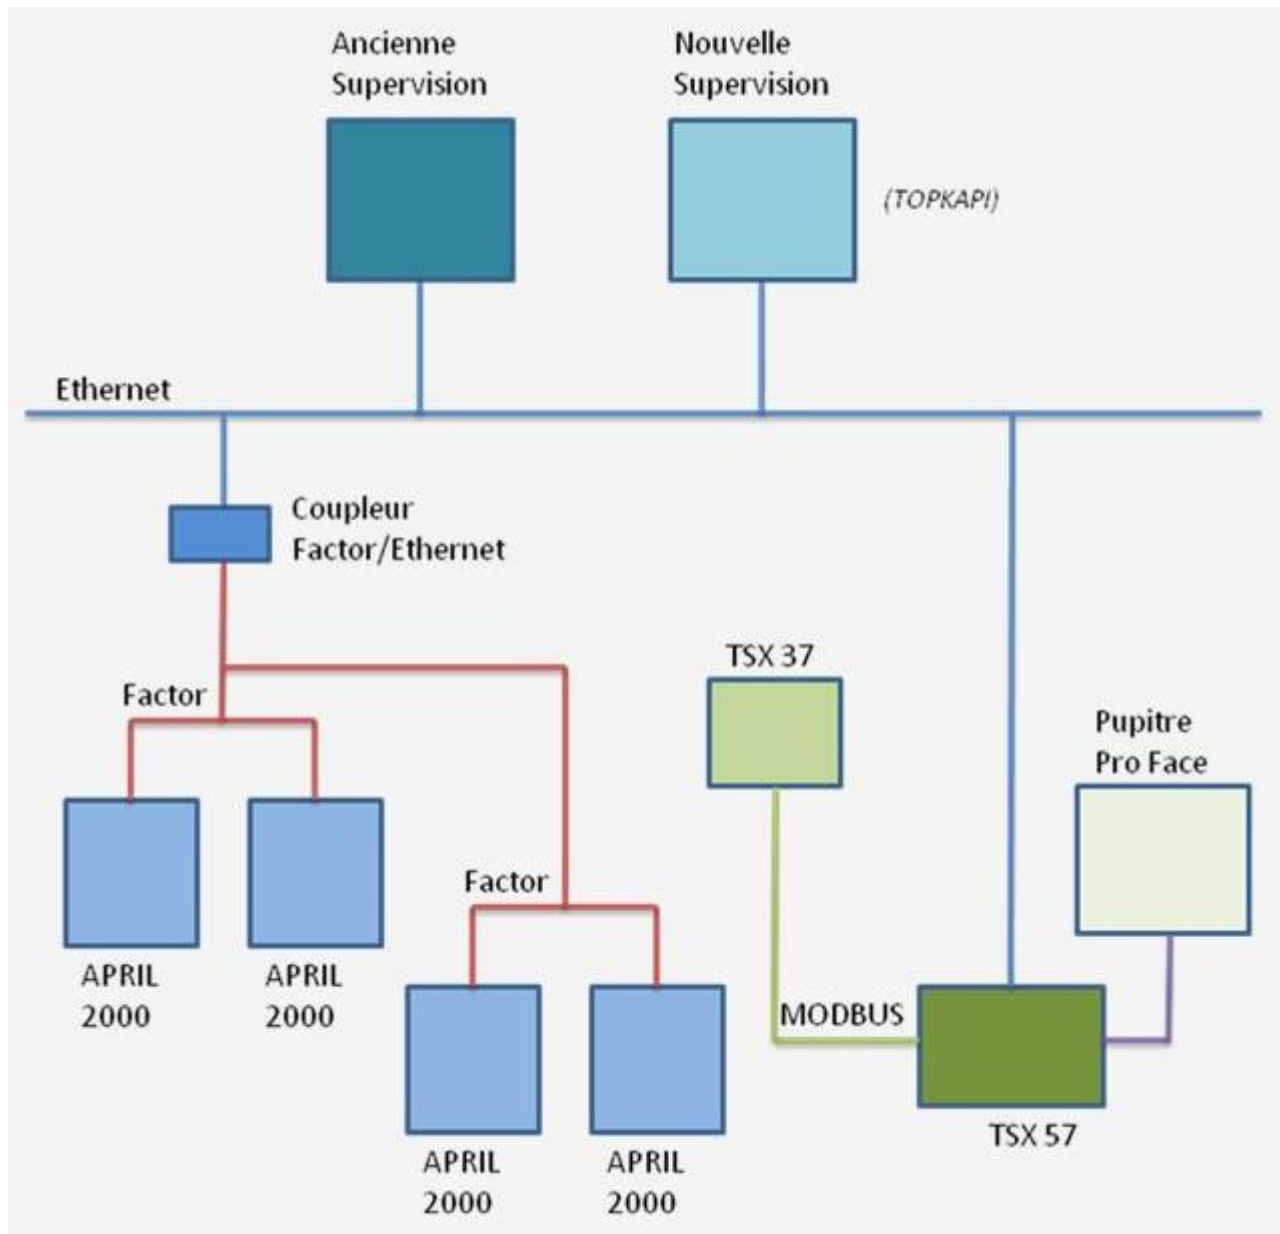 Ancienne
Supervision
Nouvelle
Supervision
(TOPKAPI)
Ethernet
Coupleur
Factor/Ethernet
TSX 37
Factor
Pupitre
Pro Face
Factor
APRIL
2000
APRIL
2000
MODBUS
TSX 57
APRIL
2000
APRIL
2000